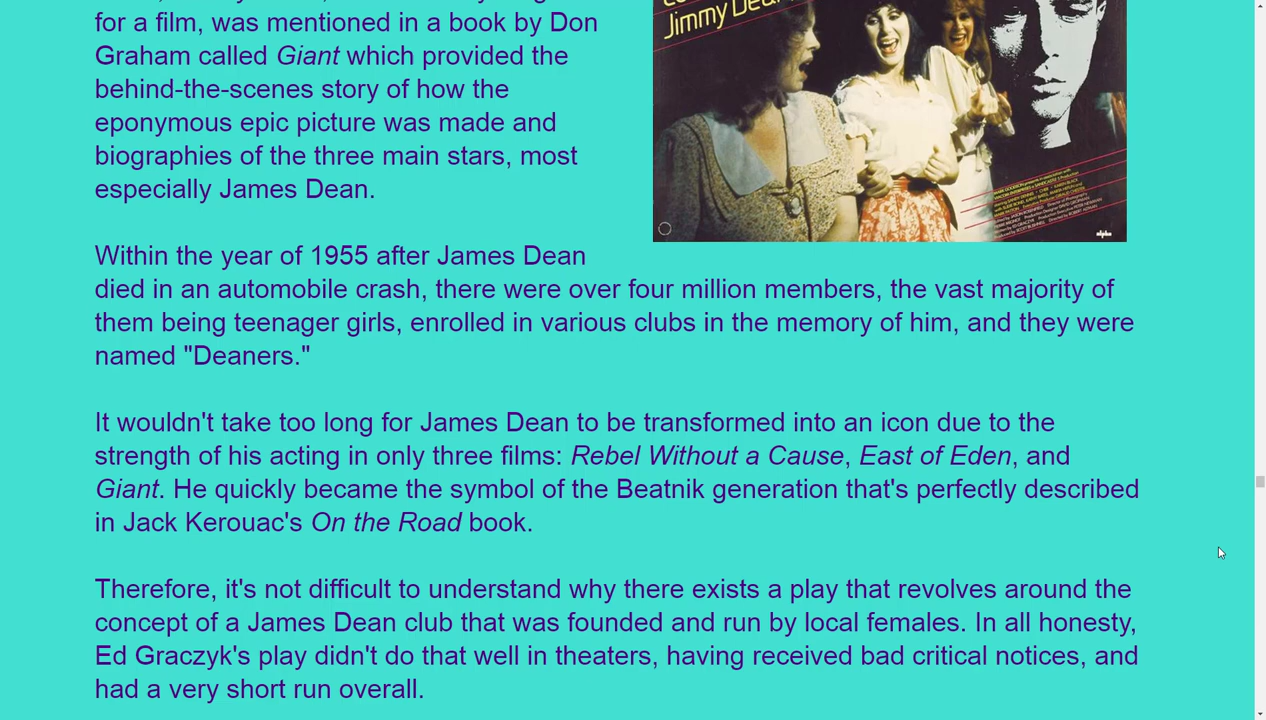 for a film, was mentioned in a book by Don
Graham called Giant which provided the
behind-the-scenes story of how the
eponymous epic picture was made and
biographies of the three main stars, most
especially James Dean.
Jimmy Dean
alpha
Within the year of 1955 after James Dean
died in an automobile crash, there were over four million members, the vast majority of
them being teenager girls, enrolled in various clubs in the memory of him, and they were
named "Deaners."
It wouldn't take too long for James Dean to be transformed into an icon due to the
strength of his acting in only three films: Rebel Without a Cause, East of Eden, and
Giant. He quickly became the symbol of the Beatnik generation that's perfectly described
in Jack Kerouac's On the Road book.
Therefore, it's not difficult to understand why there exists a play that revolves around the
concept of a James Dean club that was founded and run by local females. In all honesty,
Ed Graczyk's play didn't do that well in theaters, having received bad critical notices, and
had a very short run overall.